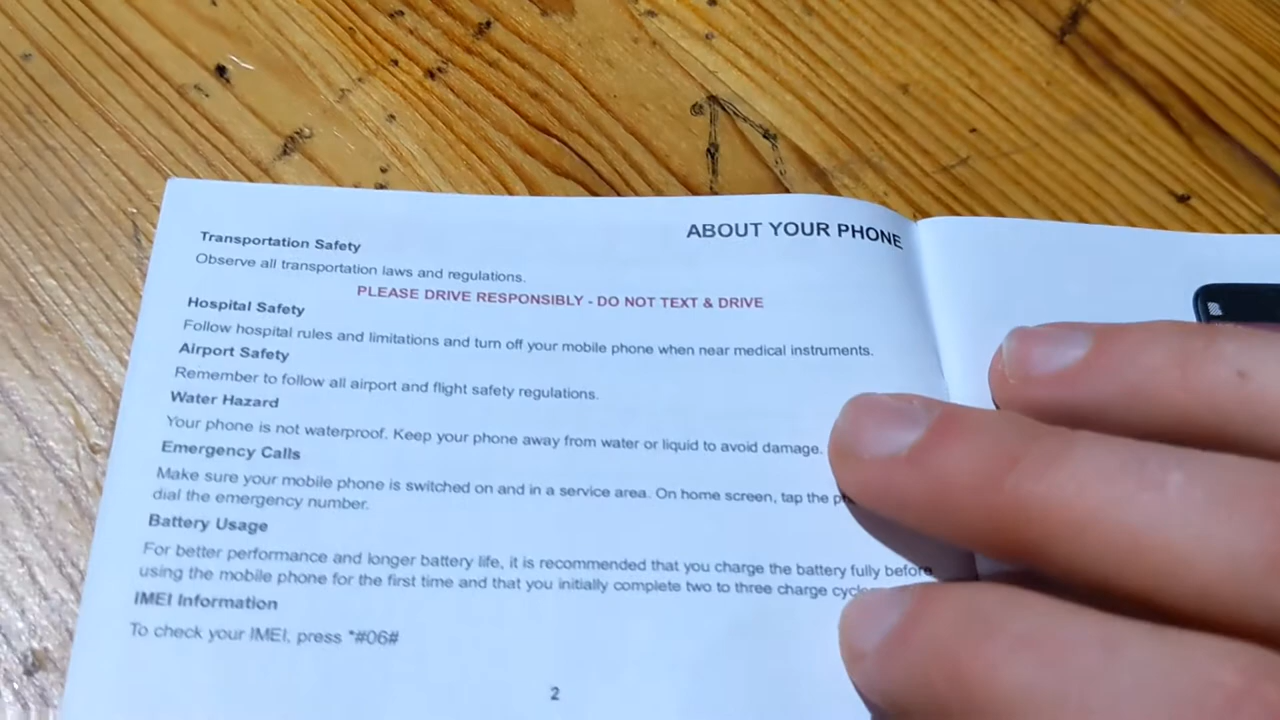 ABOUT YOUR PHONE
Transportation Safety
Observe all transportation laws and regulations.
PLEASE DRIVE RESPONSIBLY - DO NOT TEXT & DRIVE
Hospital Safety
Follow hospital rules and limitations and turn off your mobile phone when near medical instruments.
Airport Safety
Remember to follow all airport and flight safety regulations.
Water Hazard
Your phone is not waterproof. Keep your phone away from water or liquid to avoid damage.
Emergency Calls
Make sure your mobile phone is switched on and in a service area. On home screen, tap the
dial the emergency number.
Battery Usage
For better performance and longer battery life, it is recommended that you charge the battery fully before
using the mobile phone for the first time and that you initially complete two to three charge
IMEI Information
To check your IMEI, press *#06#
2